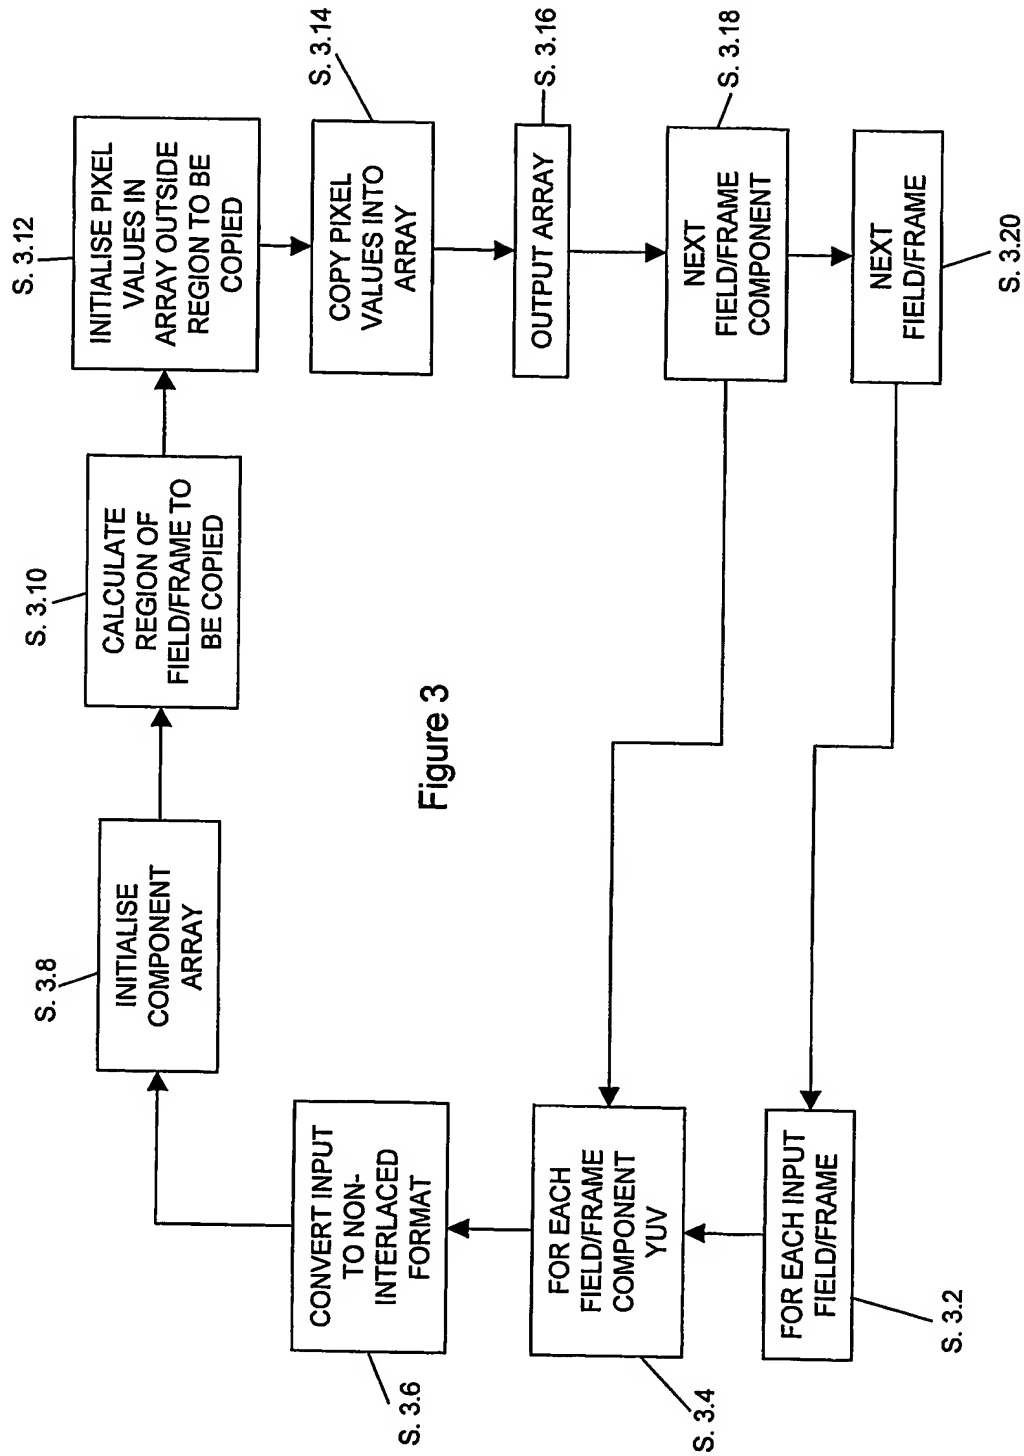 S. 3.2
FOR EACH INPUT
FIELD/FRAME
S. 3.4
FOR EACH
FIELD/FRAME
COMPONENT
YUV
S. 3.6
CONVERT INPUT
TO NON-
INTERLACED
FORMAT
S. 3.8
INITIALISE
COMPONENT
ARRAY
S. 3.10
CALCULATE
REGION OF
FIELD/FRAME TO
BE COPIED
S. 3.12
INITIALISE PIXEL
VALUES IN
ARRAY OUTSIDE
REGION TO BE
COPIED
S. 3.14
COPY PIXEL
VALUES INTO
ARRAY
S. 3.16
OUTPUT ARRAY
S. 3.18
NEXT
FIELD/FRAME
COMPONENT
S. 3.20
NEXT
FIELD/FRAME
Figure 3